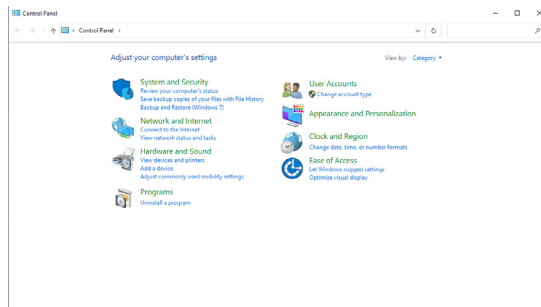 Control Panel
Control Panel
Adjust your computer's settings
View by: Category
System and Security
Review your computer's status
Save backup copies of your files with File History
Backup and Restore (Windows 7)
Network and Internet
Connect to the Internet
View network status and tasks
Hardware and Sound
View devices and printers
Add a device
Adjust commonly used mobility settings
Programs
Uninstall a program
User Accounts
Change account type
Appearance and Personalization
Clock and Region
Change date, time, or number formats
Ease of Access
Let Windows suggest settings
Optimize visual display